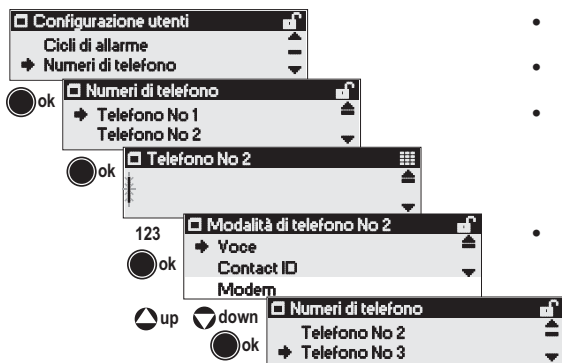 Configurazione utenti
Cicli di allarme
Numeri di telefono
ok
Numeri di telefono
Telefono No 1
Telefono No 2
ok
Telefono No 2
123
ok
Modalità di telefono No 2
Voce
Contact ID
Modem
up down
ok
Numeri di telefono
Telefono No 2
Telefono No 3